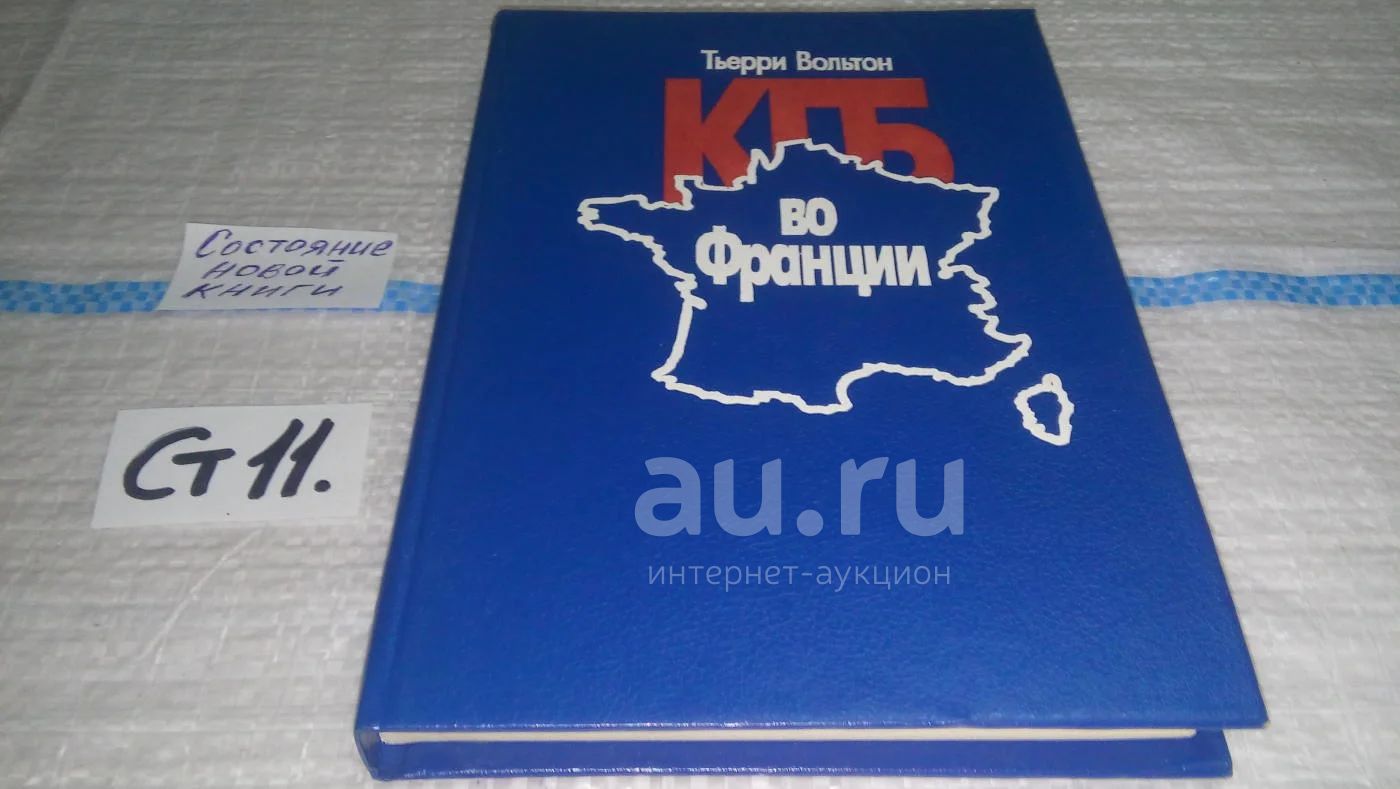 Тьерри Вольтон
КГБ
во
Франции
Состояние
новой
книги
Ст 11.
au.ru
интернет-аукцион